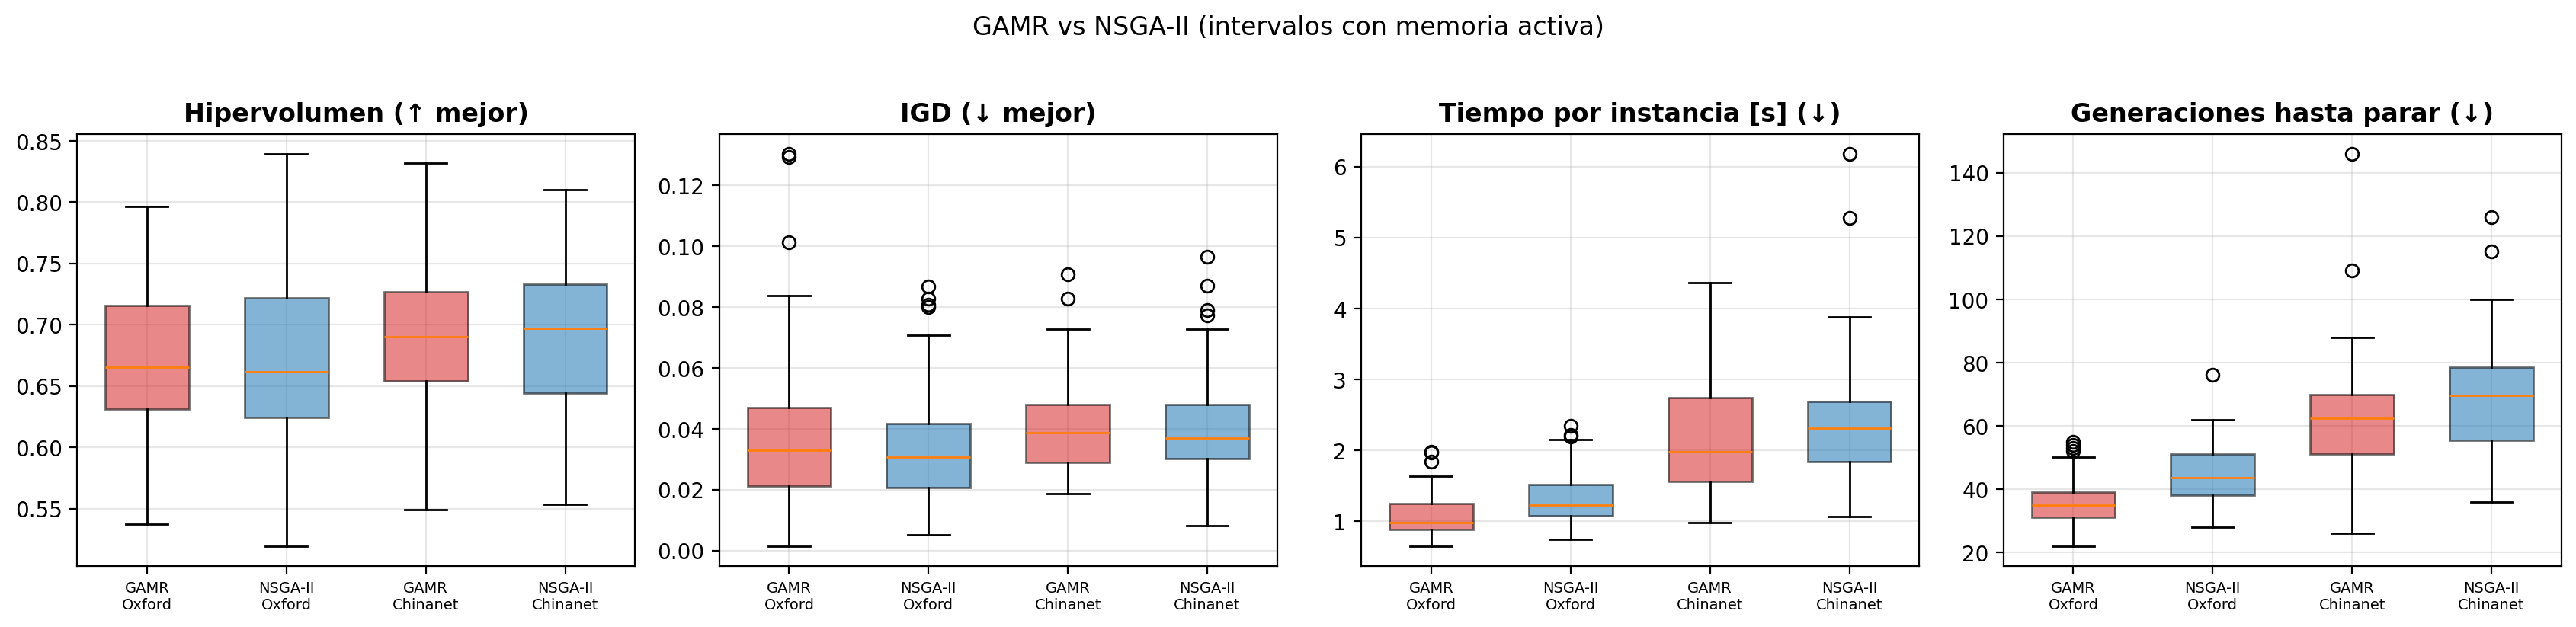 GAMR vs NSGA-II (intervalos con memoria activa)
Hipervolumen (↑ mejor)
0.85
0.80
0.75
0.70
0.65
0.60
0.55
GAMR
Oxford
NSGA-II
Oxford
GAMR
Chinanet
NSGA-II
Chinanet
IGD (↓ mejor)
0.12
0.10
0.08
0.06
0.04
0.02
0.00
GAMR
Oxford
NSGA-II
Oxford
GAMR
Chinanet
NSGA-II
Chinanet
Tiempo por instancia [s] (↓)
6
5
4
3
2
1
GAMR
Oxford
NSGA-II
Oxford
GAMR
Chinanet
NSGA-II
Chinanet
Generaciones hasta parar (↓)
140
120
100
80
60
40
20
GAMR
Oxford
NSGA-II
Oxford
GAMR
Chinanet
NSGA-II
Chinanet